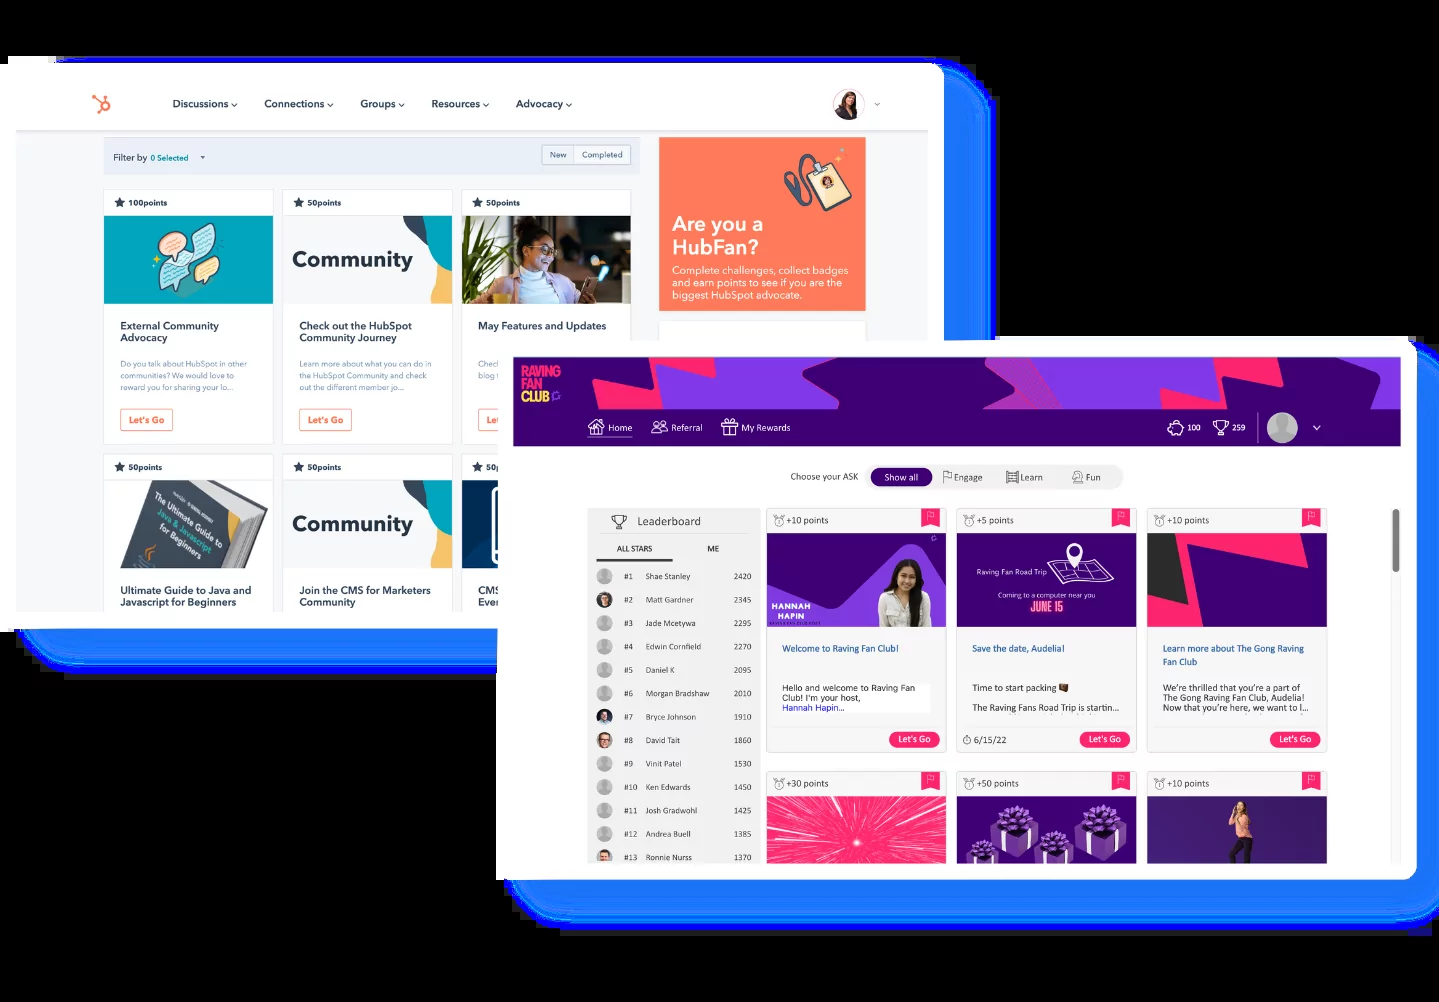 Discussions
Connections
Groups
Resources
Advocacy
Filter by 0 Selected
New
Completed
100points
External Community
Advocacy
Do you talk about HubSpot in other
communities? We would love to
reward you for sharing your lo...
Let's Go
50points
Community
Check out the HubSpot
Community Journey
Learn more about what you can do in
the HubSpot Community and check
out the different member jo...
Let's Go
50points
May Features and Updates
Chec
blog
Le
Are you a
HubFan?
Complete challenges, collect badges
and earn points to see if you are the
biggest HubSpot advocate.
50points
The Ultimate Guide to
Java & Javascript
for Beginners
Ultimate Guide to Java and
Javascript for Beginners
50points
Community
Join the CMS for Marketers
Community
50p
CMS
Even
RAVING
FAN
CLUB
Home
Referral
My Rewards
100
259
Choose your ASK
Show all
Engage
Learn
Fun
Leaderboard
ALL STARS
ME
#1 Shae Stanley 2420
#2 Matt Gardner 2345
#3 Jade Mcetywa 2295
#4 Edwin Cornfield 2270
#5 Daniel K 2095
#6 Morgan Bradshaw 2010
#7 Bryce Johnson 1910
#8 David Tait 1860
#9 Vinit Patel 1530
#10 Ken Edwards 1450
#11 Josh Gradwohl 1425
#12 Andrea Buell 1385
#13 Ronnie Nurss 1370
+10 points
HANNAH
HAPIN
Welcome to Raving Fan Club!
Hello and welcome to Raving Fan
Club! I'm your host,
Hannah Hapin...
Let's Go
+5 points
Raving Fan Road Trip
Coming to a computer near you
JUNE 15
Save the date, Audelia!
Time to start packing
The Raving Fans Road Trip is startin...
6/15/22
Let's Go
+10 points
Learn more about The Gong Raving
Fan Club
We're thrilled that you're a part of
The Gong Raving Fan Club, Audelia!
Now that you're here, we want to l...
Let's Go
+30 points
+50 points
+10 points